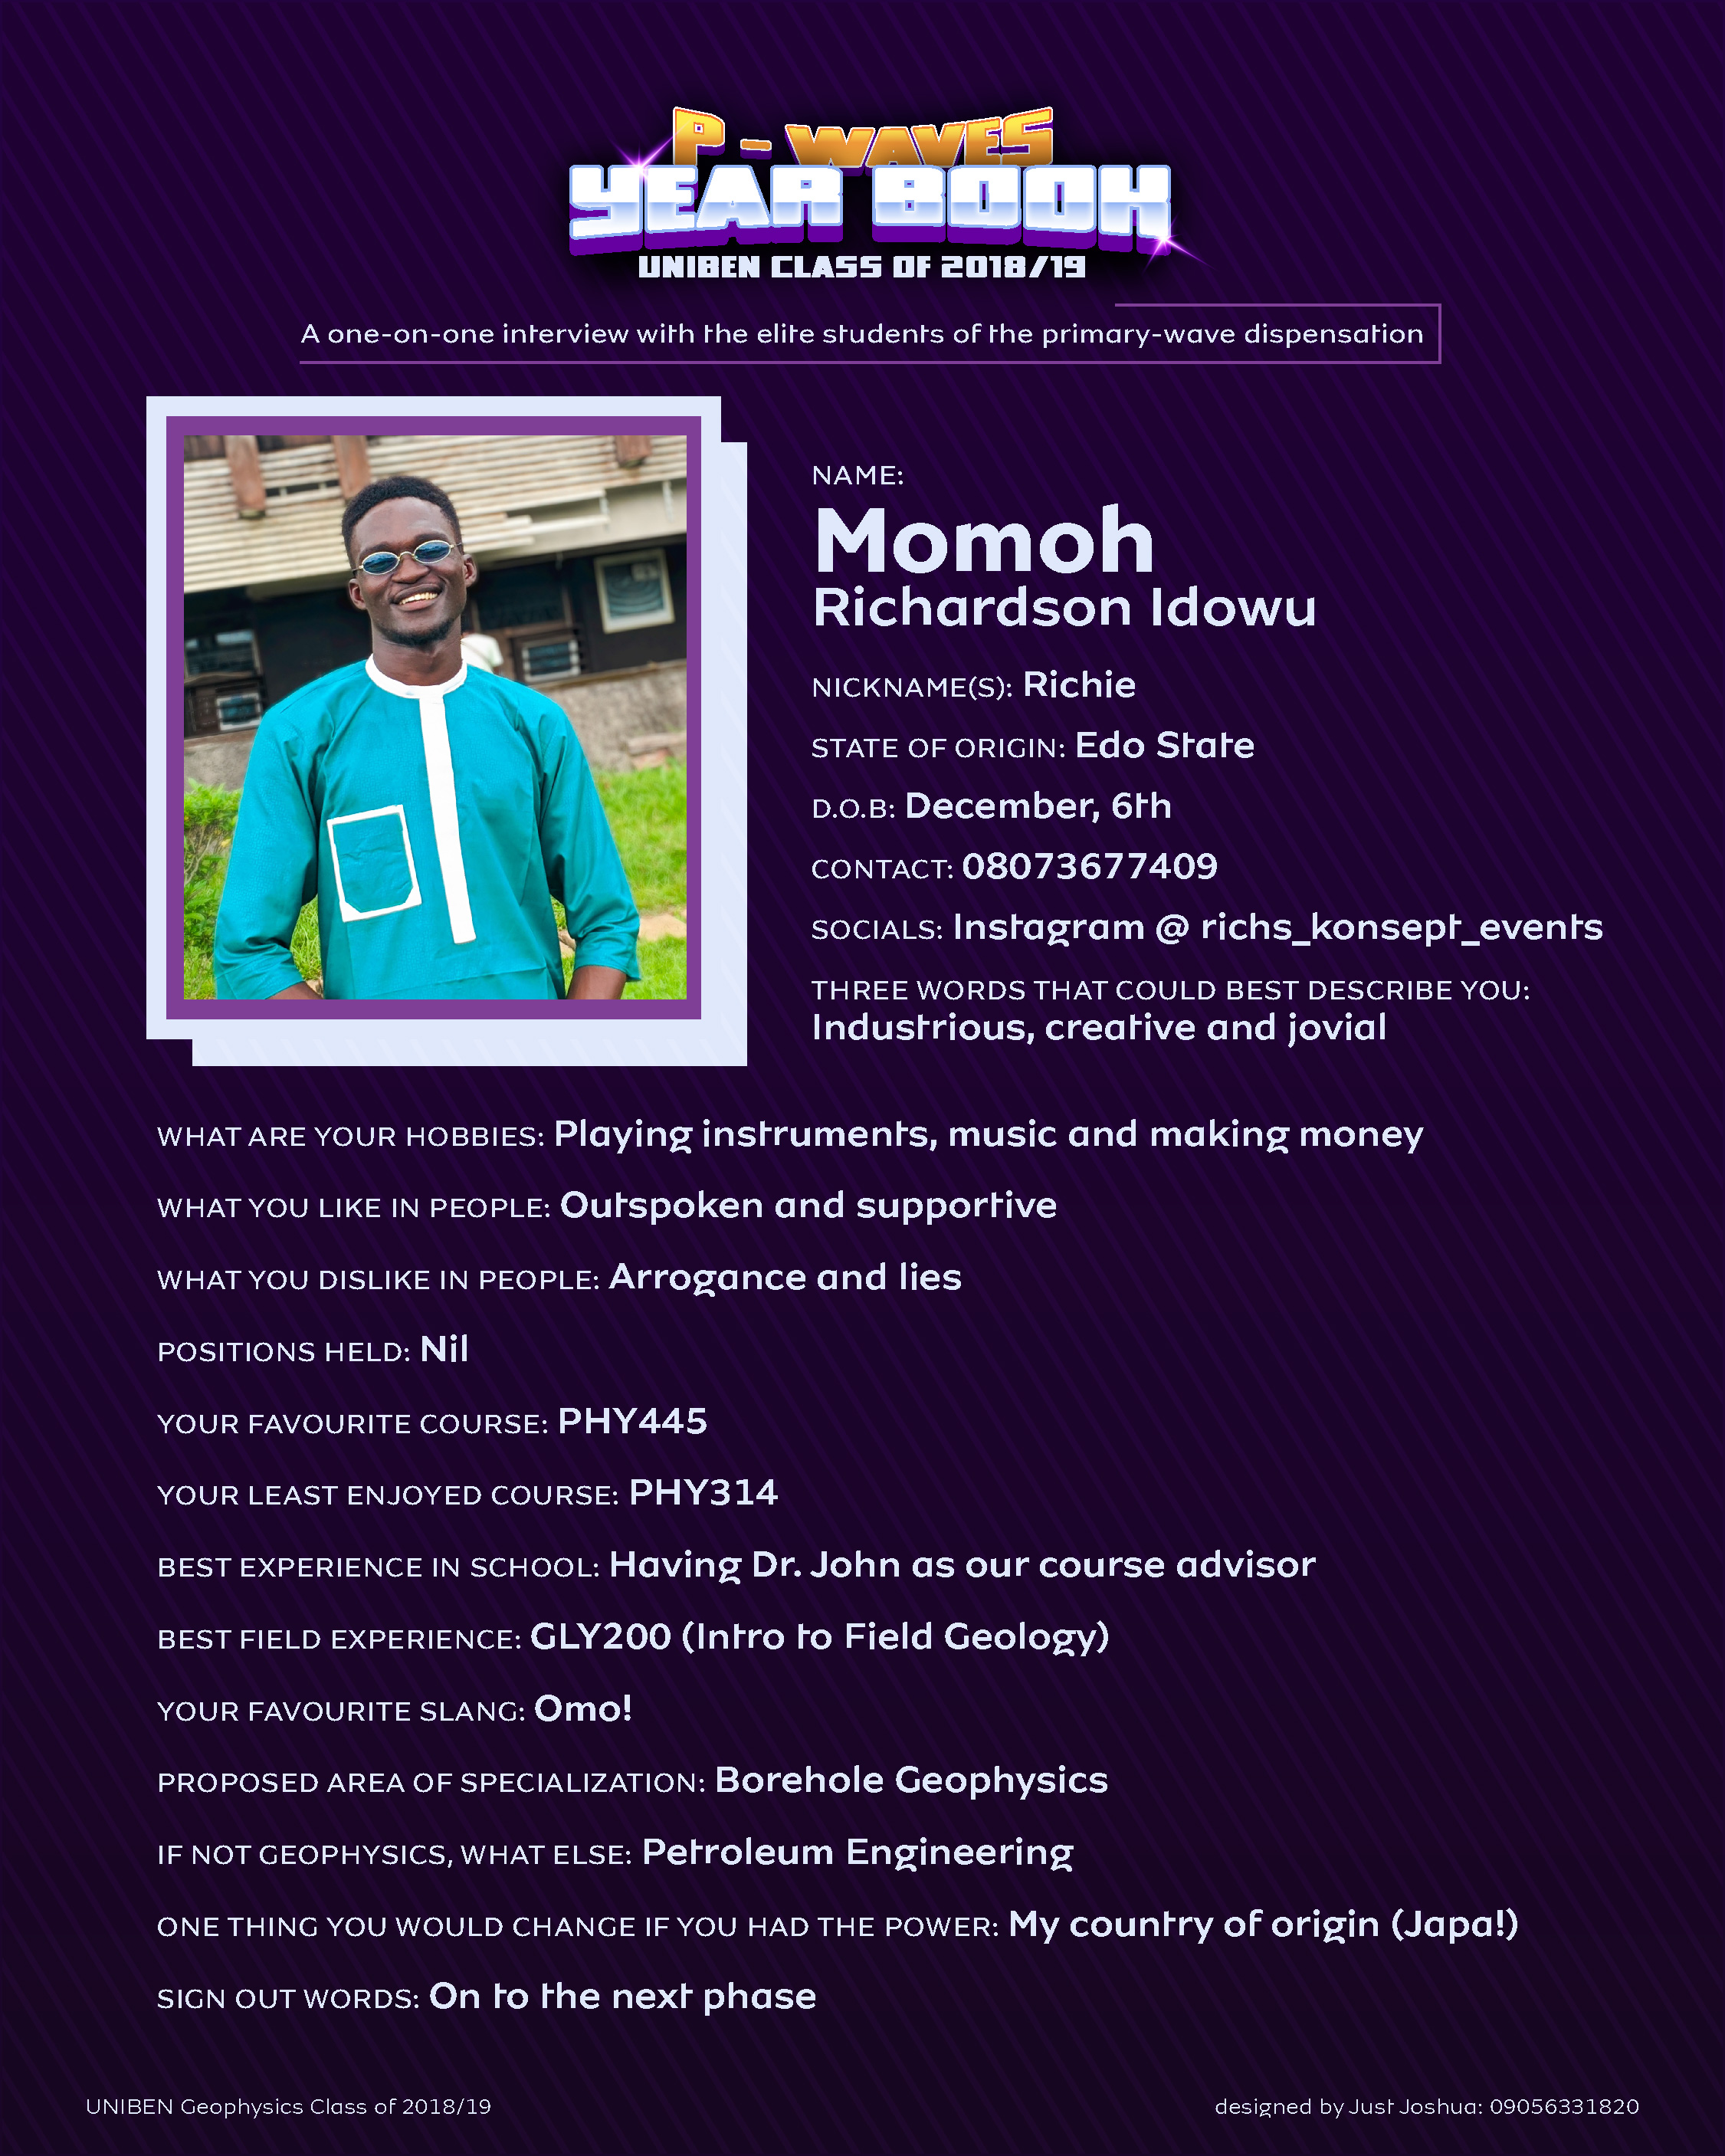 P - WAVES
YEAR BOOK
UNIBEN CLASS OF 2018/19
A one-on-one interview with the elite students of the primary-wave dispensation
NAME:
Momoh
Richardson Idowu
NICKNAME(S): Richie
STATE OF ORIGIN: Edo State
D.O.B: December, 6th
CONTACT: 08073677409
SOCIALS: Instagram @ richs_konsept_events
THREE WORDS THAT COULD BEST DESCRIBE YOU:
Industrious, creative and jovial
WHAT ARE YOUR HOBBIES: Playing instruments, music and making money
WHAT YOU LIKE IN PEOPLE: Outspoken and supportive
WHAT YOU DISLIKE IN PEOPLE: Arrogance and lies
POSITIONS HELD: Nil
YOUR FAVOURITE COURSE: PHY445
YOUR LEAST ENJOYED COURSE: PHY314
BEST EXPERIENCE IN SCHOOL: Having Dr. John as our course advisor
BEST FIELD EXPERIENCE: GLY200 (Intro to Field Geology)
YOUR FAVOURITE SLANG: Omo!
PROPOSED AREA OF SPECIALIZATION: Borehole Geophysics
IF NOT GEOPHYSICS, WHAT ELSE: Petroleum Engineering
ONE THING YOU WOULD CHANGE IF YOU HAD THE POWER: My country of origin (Japa!)
SIGN OUT WORDS: On to the next phase
UNIBEN Geophysics Class of 2018/19
designed by Just Joshua: 09056331820